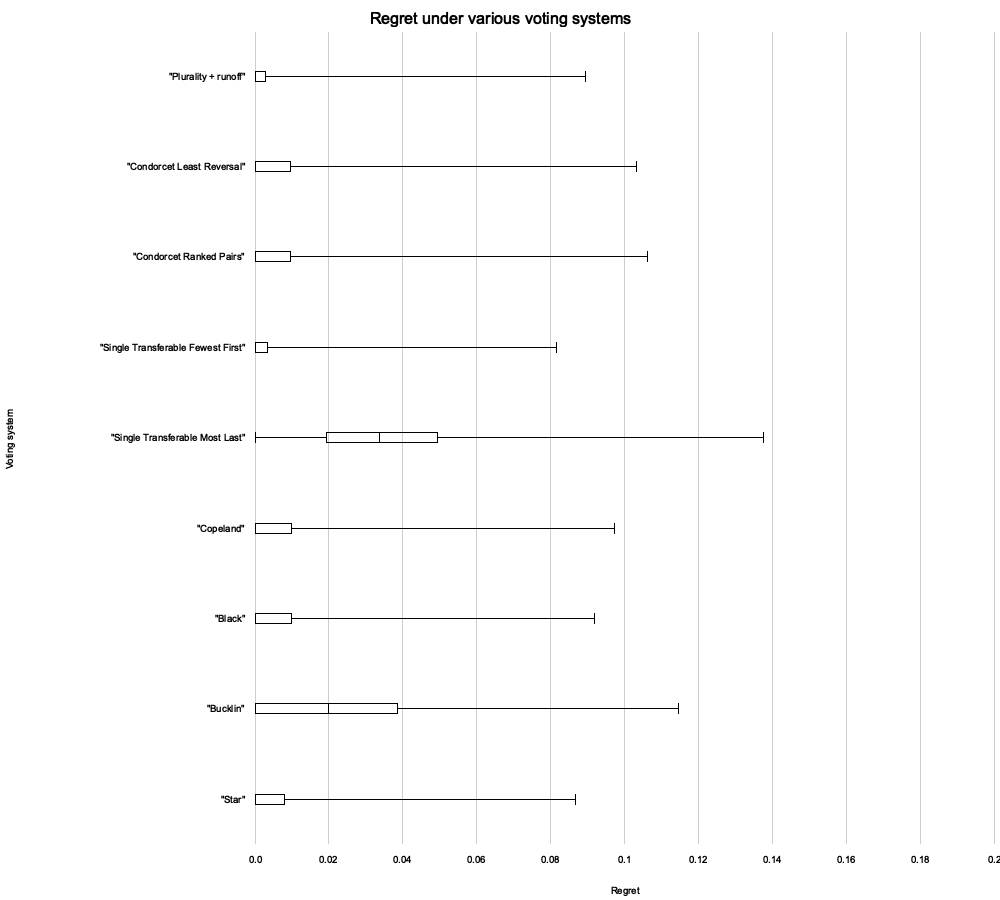 Regret under various voting systems
"Plurality + runoff"
"Condorcet Least Reversal"
"Condorcet Ranked Pairs"
"Single Transferable Fewest First"
"Single Transferable Most Last"
"Copeland"
"Black"
"Bucklin"
"Star"
Voting system
0.0 0.02 0.04 0.06 0.08 0.1 0.12 0.14 0.16 0.18 0.2
Regret